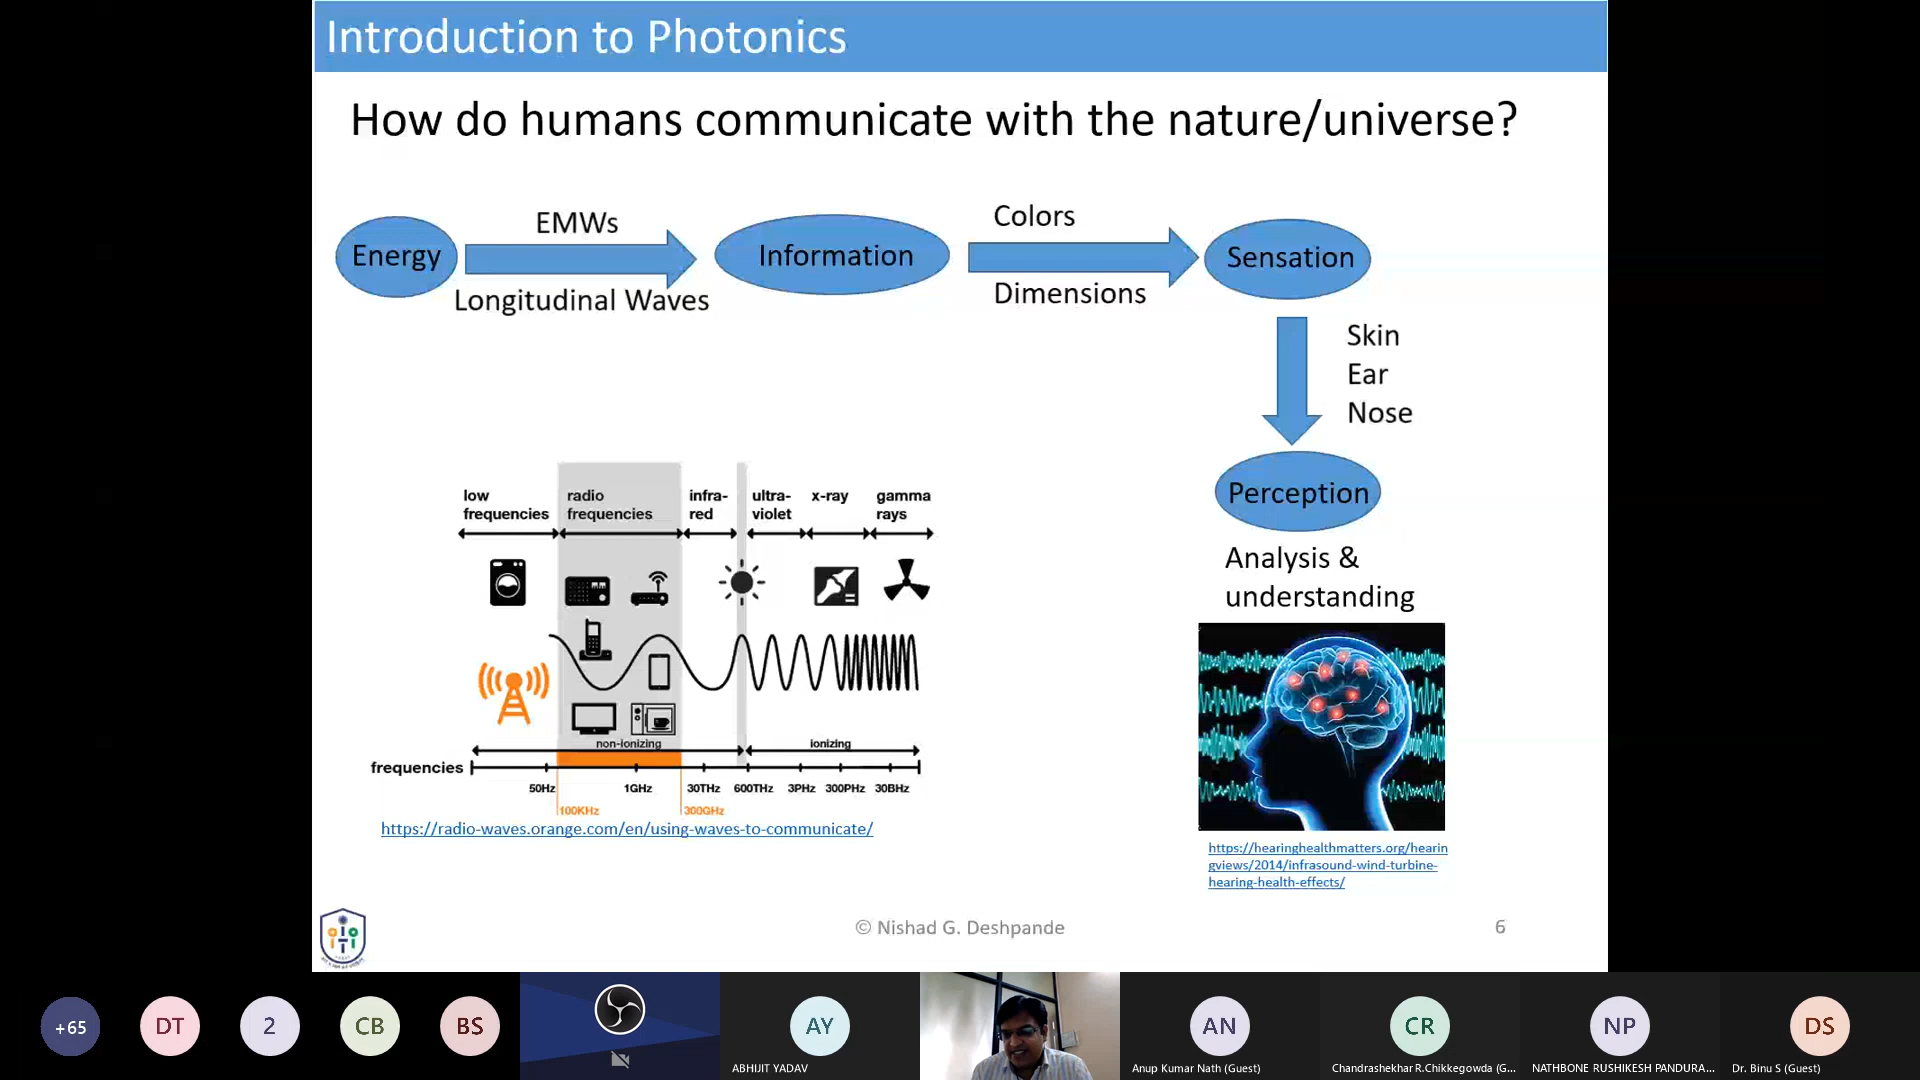 Introduction to Photonics
How do humans communicate with the nature/universe?
Energy
EMWs
Longitudinal Waves
Information
Colors
Dimensions
Sensation
Skin
Ear
Nose
Perception
Analysis &
understanding
low
frequencies
radio
frequencies
infra-
red
ultra-
violet
x-ray
gamma
rays
non-ionizing
ionizing
frequencies
50Hz
1GHz
30THz
600THz
3PHz
300PHz
30BHz
100KHz
300GHz
https://radio-waves.orange.com/en/using-waves-to-communicate/
https://hearinghealthmatters.org/hearin
gviews/2014/infrasound-wind-turbine-
hearing-health-effects/
© Nishad G. Deshpande
6
+65
DT
2
CB
BS
AY
ABHIJIT YADAV
AN
Anup Kumar Nath (Guest)
CR
Chandrashekhar R.Chikkegowda (G...
NP
NATHBONE RUSHIKESH PANDURA...
DS
Dr. Binu S (Guest)